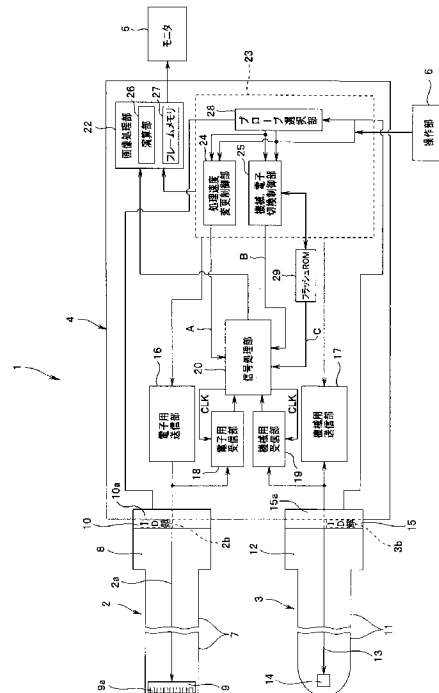 1
4
5
モニタ
22
画像処理部
26
演算部
27
フレームメモリ
23
28
プローブ選択部
24
処理速度
変更制御部
25
機械、電子
切換制御部
6
操作部
29
フラッシュROM
A
B
C
20
信号処理部
16
電子用
送信部
17
機械用
送信部
CLK
18
電子用
受信部
CLK
19
機械用
受信部
10a
10
ID部
8
2b
2a
2
7
9a
9
15a
15
ID部
12
3b
3
11
13
14